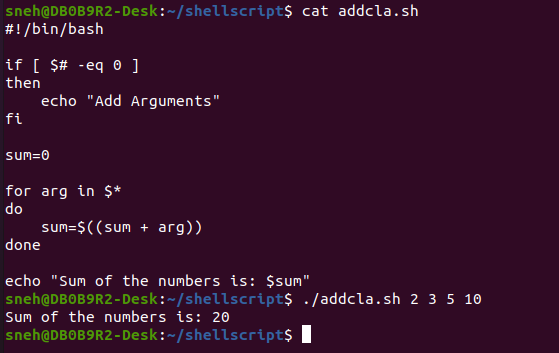 sneh@DB0B9R2-Desk:~/shellscript$ cat addcla.sh
#!/bin/bash
if [ $# -eq 0 ]
then
    echo "Add Arguments"
fi
sum=0
for arg in $*
do
    sum=$((sum + arg))
done
echo "Sum of the numbers is: $sum"
sneh@DB0B9R2-Desk:~/shellscript$ ./addcla.sh 2 3 5 10
Sum of the numbers is: 20
sneh@DB0B9R2-Desk:~/shellscript$